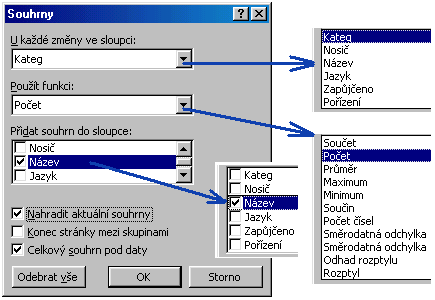 Souhrny
U každé změny ve sloupci:
Kateg
Použít funkci:
Počet
Přidat souhrn do sloupce:
Nosič
Název
Jazyk
Nahradit aktuální souhrny
Konec stránky mezi skupinami
Celkový souhrn pod daty
Odebrat vše
OK
Storno
Kateg
Nosič
Název
Jazyk
Zapůjčeno
Pořízení
Součet
Počet
Průměr
Maximum
Minimum
Součin
Počet čísel
Směrodatná odchylka
Směrodatná odchylka
Odhad rozptylu
Rozptyl
Kateg
Nosič
Název
Jazyk
Zapůjčeno
Pořízení